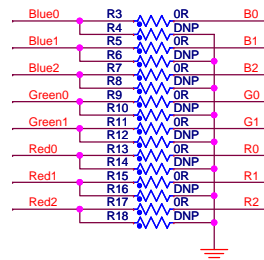 Blue0 R3 0R B0
R4 DNP
Blue1 R5 0R B1
R6 DNP
Blue2 R7 0R B2
R8 DNP
Green0 R9 0R G0
R10 DNP
Green1 R11 0R G1
R12 DNP
Red0 R13 0R R0
R14 DNP
Red1 R15 0R R1
R16 DNP
Red2 R17 0R R2
R18 DNP